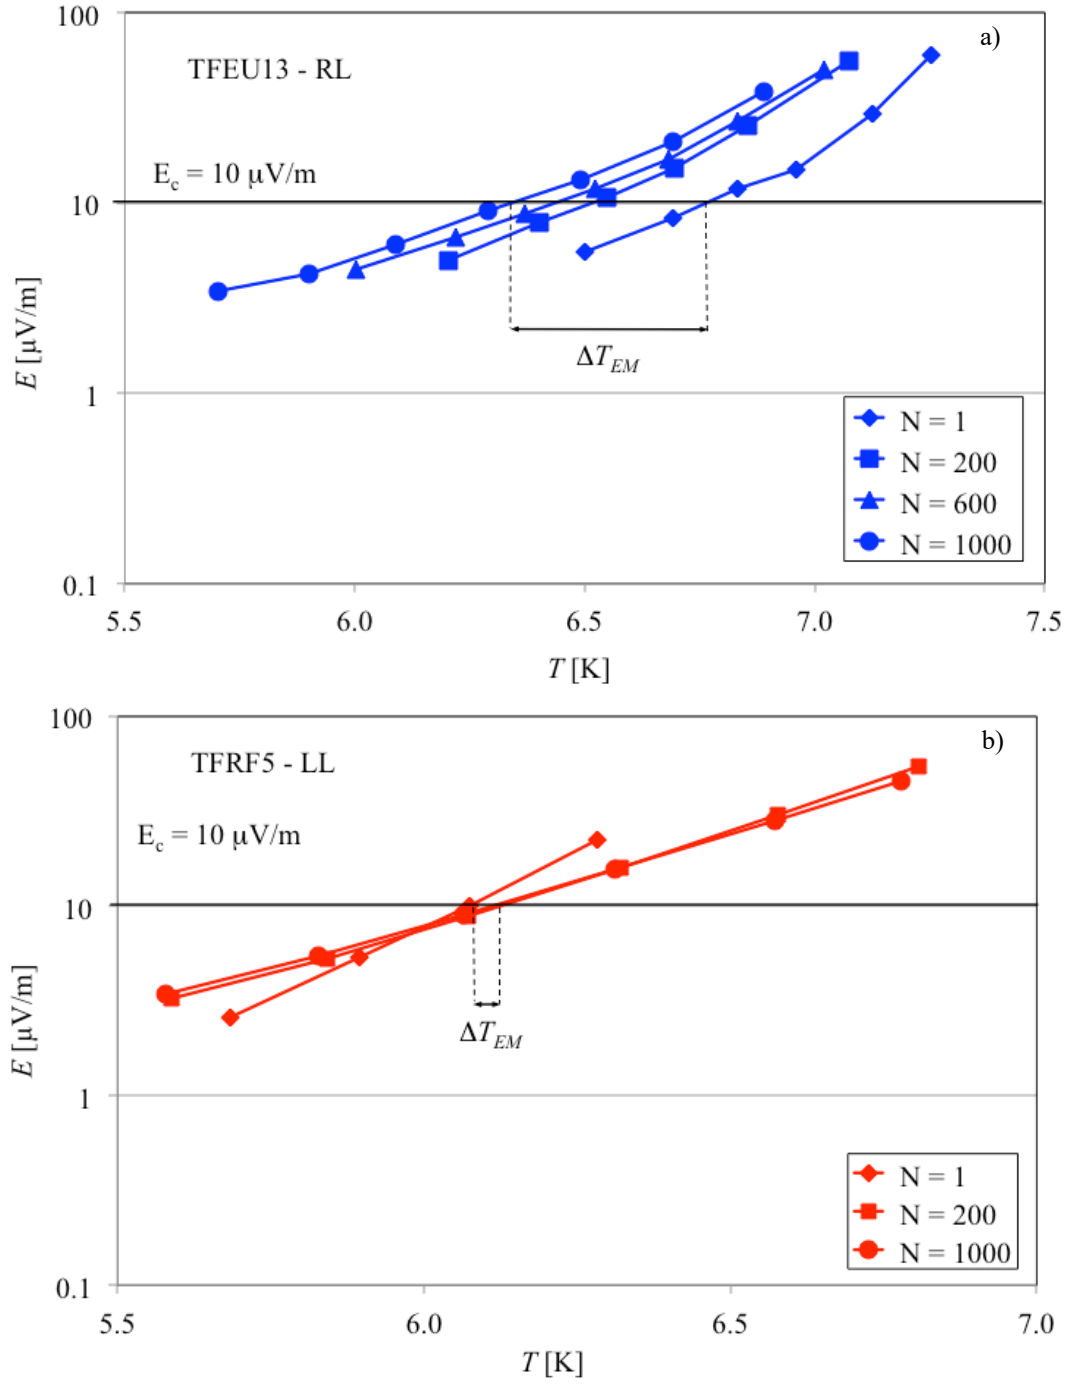 100
a)
TFEU13 - RL
E_c = 10 μV/m
10
E [μV/m]
ΔT_EM
1
N = 1
N = 200
N = 600
N = 1000
0.1
5.5 6.0 6.5 7.0 7.5
T [K]
100
b)
TFRF5 - LL
E_c = 10 μV/m
10
E [μV/m]
ΔT_EM
1
N = 1
N = 200
N = 1000
0.1
5.5 6.0 6.5 7.0
T [K]